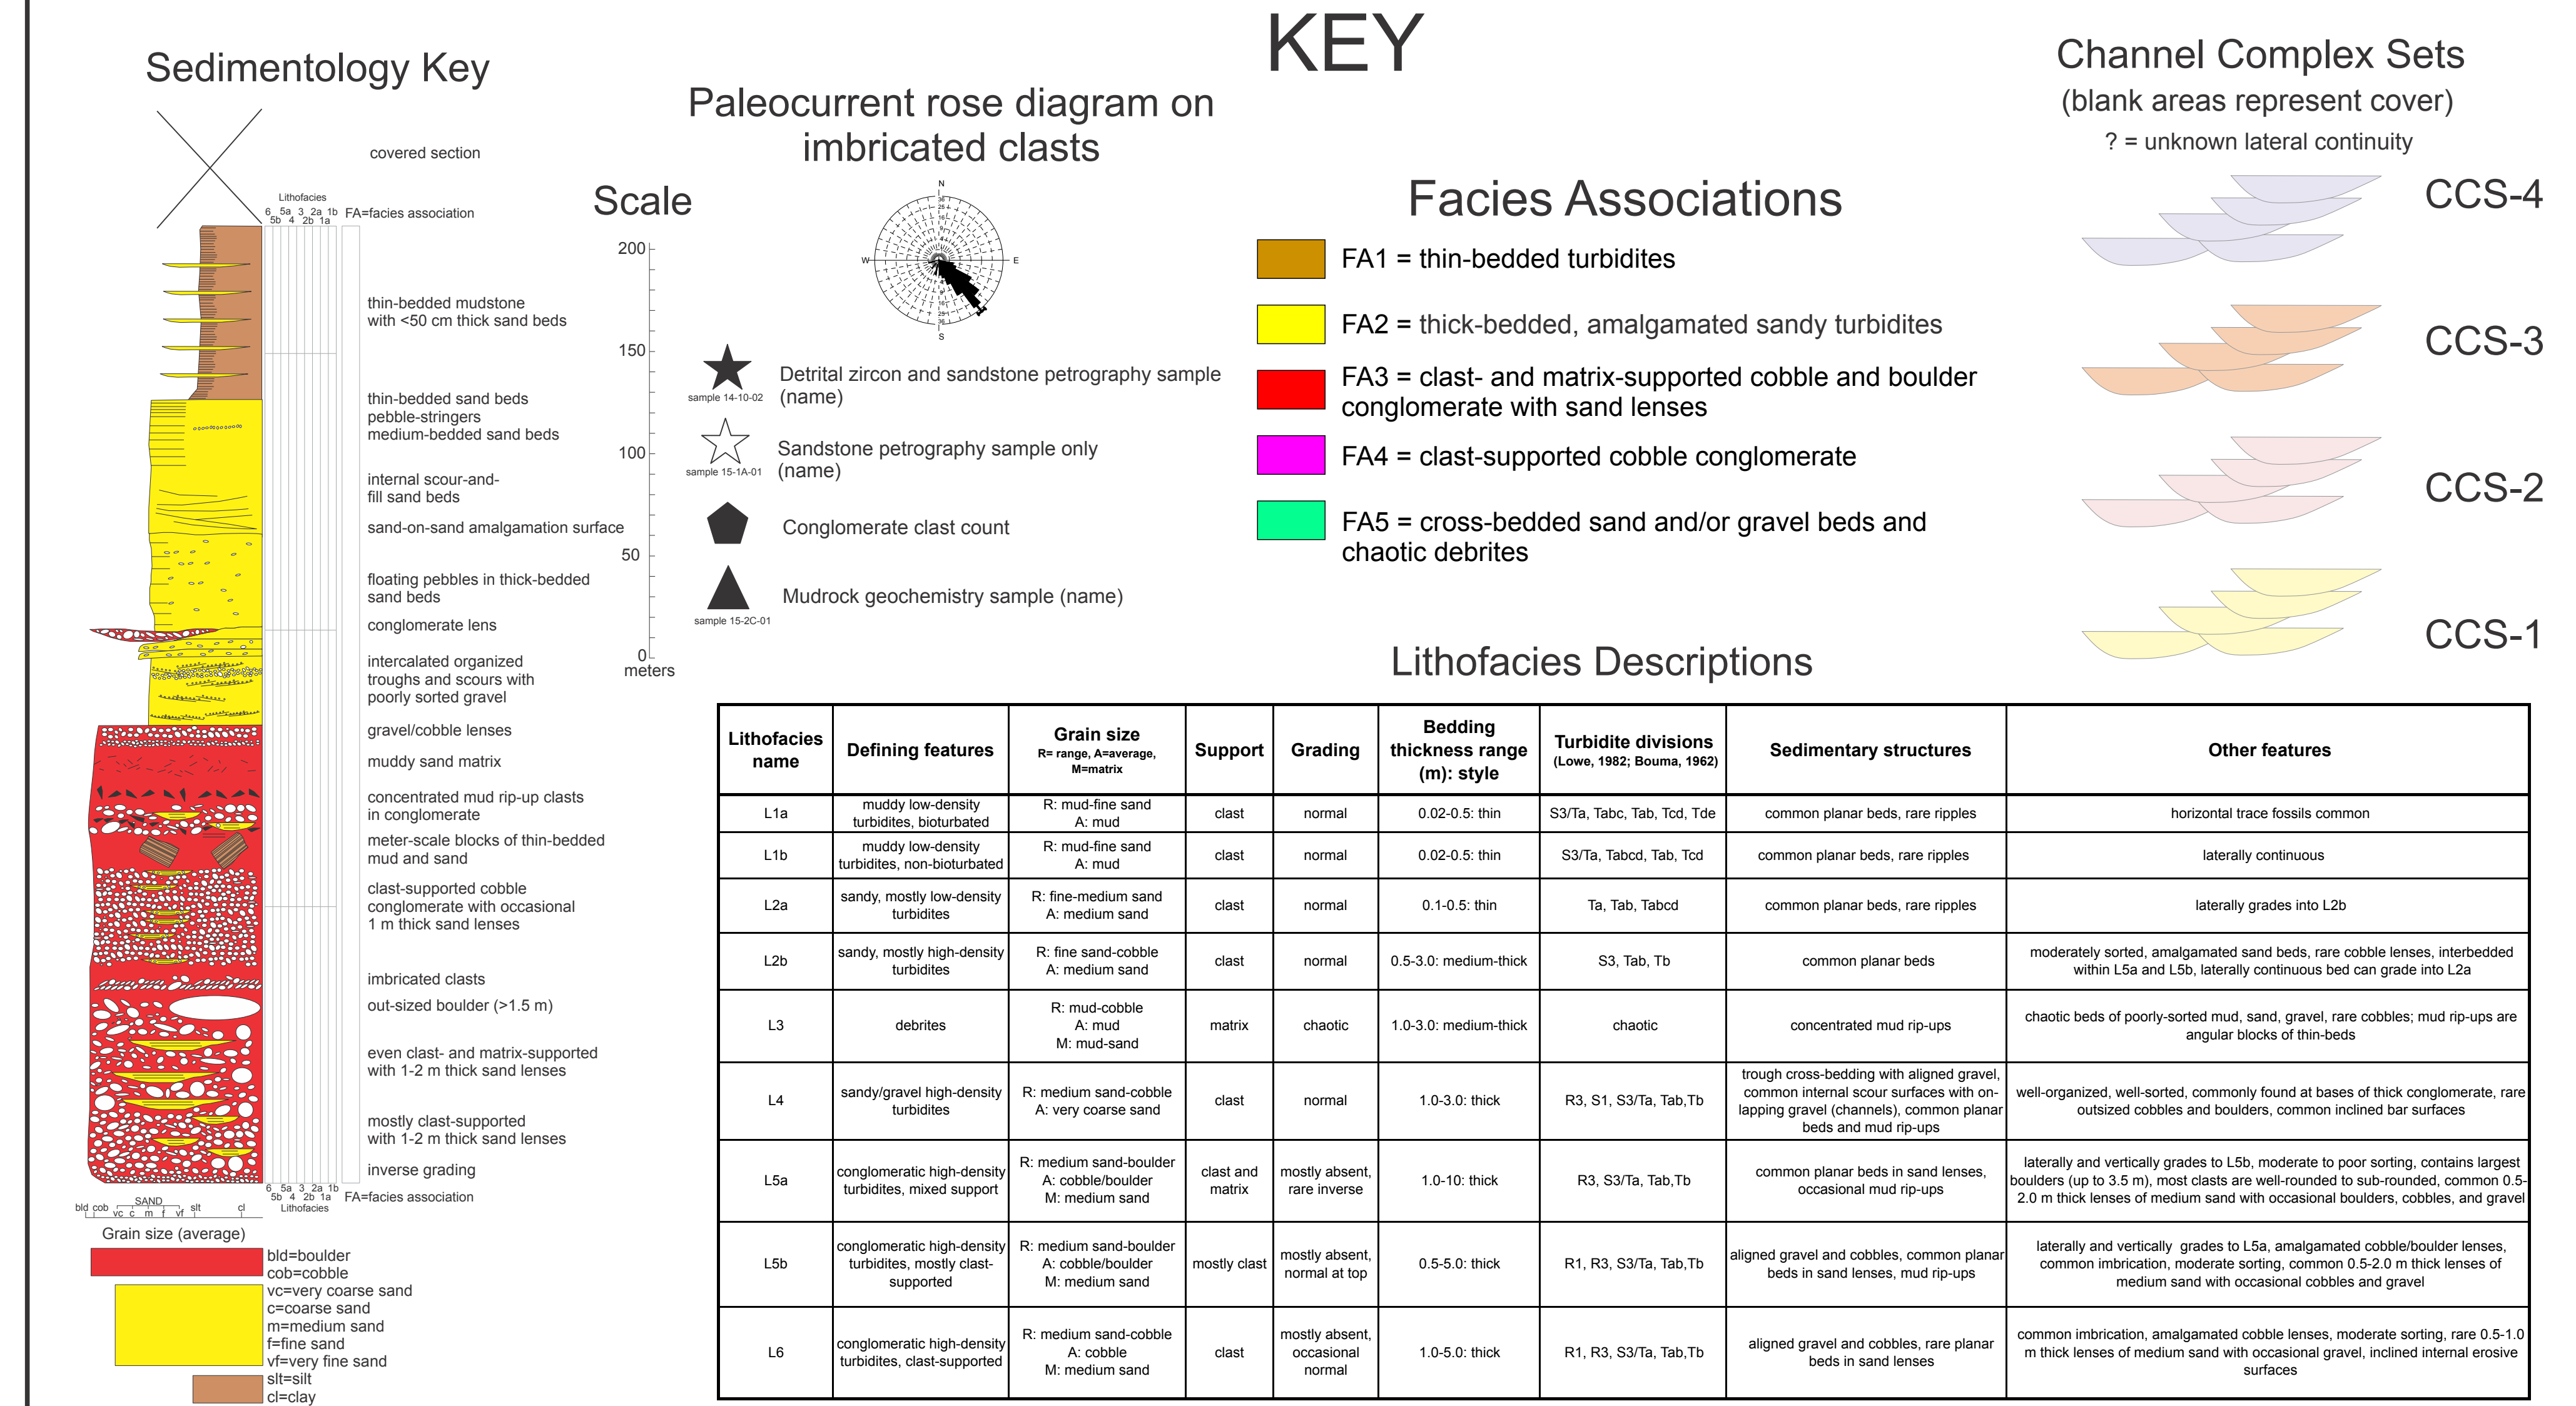 KEY
Sedimentology Key
covered section
Lithofacies
6 5a 3 2a 1b
5b 4 2b 1a
FA=facies association
thin-bedded mudstone
with <50 cm thick sand beds
thin-bedded sand beds
pebble-stringers
medium-bedded sand beds
internal scour-and-
fill sand beds
sand-on-sand amalgamation surface
floating pebbles in thick-bedded
sand beds
conglomerate lens
intercalated organized
troughs and scours with
poorly sorted gravel
gravel/cobble lenses
muddy sand matrix
concentrated mud rip-up clasts
in conglomerate
meter-scale blocks of thin-bedded
mud and sand
clast-supported cobble
conglomerate with occasional
1 m thick sand lenses
imbricated clasts
out-sized boulder (>1.5 m)
even clast- and matrix-supported
with 1-2 m thick sand lenses
mostly clast-supported
with 1-2 m thick sand lenses
inverse grading
6 5a 3 2a 1b
5b 4 2b 1a
Lithofacies
FA=facies association
SAND
bld cob vc c m f vf slt cl
Grain size (average)
bld=boulder
cob=cobble
vc=very coarse sand
c=coarse sand
m=medium sand
f=fine sand
vf=very fine sand
slt=silt
cl=clay
Scale
200
150
100
50
0
meters
Paleocurrent rose diagram on
imbricated clasts
N
W
E
S
sample 14-10-02
Detrital zircon and sandstone petrography sample
(name)
sample 15-1A-01
Sandstone petrography sample only
(name)
Conglomerate clast count
sample 15-2C-01
Mudrock geochemistry sample (name)
Facies Associations
FA1 = thin-bedded turbidites
FA2 = thick-bedded, amalgamated sandy turbidites
FA3 = clast- and matrix-supported cobble and boulder
conglomerate with sand lenses
FA4 = clast-supported cobble conglomerate
FA5 = cross-bedded sand and/or gravel beds and
chaotic debrites
Channel Complex Sets
(blank areas represent cover)
? = unknown lateral continuity
CCS-4
CCS-3
CCS-2
CCS-1
Lithofacies Descriptions
Lithofacies
name
Defining features
Grain size
R= range, A=average,
M=matrix
Support
Grading
Bedding
thickness range
(m): style
Turbidite divisions
(Lowe, 1982; Bouma, 1962)
Sedimentary structures
Other features
L1a
muddy low-density
turbidites, bioturbated
R: mud-fine sand
A: mud
clast
normal
0.02-0.5: thin
S3/Ta, Tabc, Tab, Tcd, Tde
common planar beds, rare ripples
horizontal trace fossils common
L1b
muddy low-density
turbidites, non-bioturbated
R: mud-fine sand
A: mud
clast
normal
0.02-0.5: thin
S3/Ta, Tabcd, Tab, Tcd
common planar beds, rare ripples
laterally continuous
L2a
sandy, mostly low-density
turbidites
R: fine-medium sand
A: medium sand
clast
normal
0.1-0.5: thin
Ta, Tab, Tabcd
common planar beds, rare ripples
laterally grades into L2b
L2b
sandy, mostly high-density
turbidites
R: fine sand-cobble
A: medium sand
clast
normal
0.5-3.0: medium-thick
S3, Tab, Tb
common planar beds
moderately sorted, amalgamated sand beds, rare cobble lenses, interbedded
within L5a and L5b, laterally continuous bed can grade into L2a
L3
debrites
R: mud-cobble
A: mud
M: mud-sand
matrix
chaotic
1.0-3.0: medium-thick
chaotic
concentrated mud rip-ups
chaotic beds of poorly-sorted mud, sand, gravel, rare cobbles; mud rip-ups are
angular blocks of thin-beds
L4
sandy/gravel high-density
turbidites
R: medium sand-cobble
A: very coarse sand
clast
normal
1.0-3.0: thick
R3, S1, S3/Ta, Tab,Tb
trough cross-bedding with aligned gravel,
common internal scour surfaces with on-
lapping gravel (channels), common planar
beds and mud rip-ups
well-organized, well-sorted, commonly found at bases of thick conglomerate, rare
outsized cobbles and boulders, common inclined bar surfaces
L5a
conglomeratic high-density
turbidites, mixed support
R: medium sand-boulder
A: cobble/boulder
M: medium sand
clast and
matrix
mostly absent,
rare inverse
1.0-10: thick
R3, S3/Ta, Tab,Tb
common planar beds in sand lenses,
occasional mud rip-ups
laterally and vertically grades to L5b, moderate to poor sorting, contains largest
boulders (up to 3.5 m), most clasts are well-rounded to sub-rounded, common 0.5-
2.0 m thick lenses of medium sand with occasional boulders, cobbles, and gravel
L5b
conglomeratic high-density
turbidites, mostly clast-
supported
R: medium sand-boulder
A: cobble/boulder
M: medium sand
mostly clast
mostly absent,
normal at top
0.5-5.0: thick
R1, R3, S3/Ta, Tab,Tb
aligned gravel and cobbles, common planar
beds in sand lenses, mud rip-ups
laterally and vertically grades to L5a, amalgamated cobble/boulder lenses,
common imbrication, moderate sorting, common 0.5-2.0 m thick lenses of
medium sand with occasional cobbles and gravel
L6
conglomeratic high-density
turbidites, clast-supported
R: medium sand-cobble
A: cobble
M: medium sand
clast
mostly absent,
occasional
normal
1.0-5.0: thick
R1, R3, S3/Ta, Tab,Tb
aligned gravel and cobbles, rare planar
beds in sand lenses
common imbrication, amalgamated cobble lenses, moderate sorting, rare 0.5-1.0
m thick lenses of medium sand with occasional gravel, inclined internal erosive
surfaces